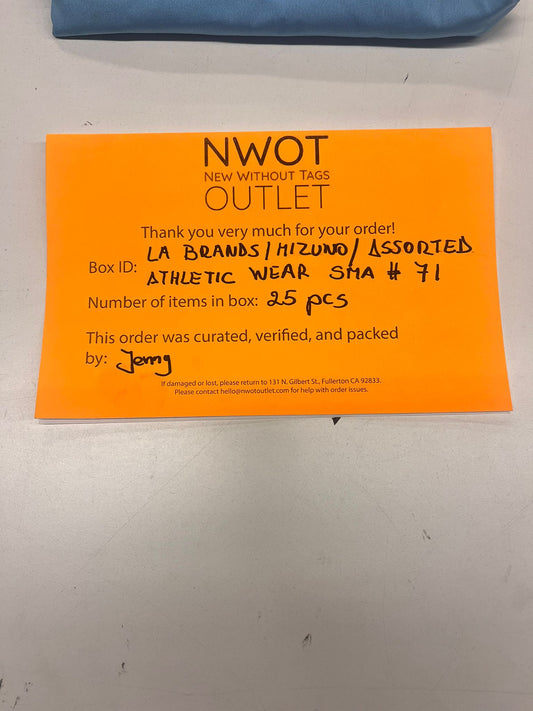 NWOT
NEW WITHOUT TAGS
OUTLET
Thank you very much for your order!
Box ID: LA BRANDS / MIZUNO / ASSORTED
ATHLETIC WEAR SMA # 71
Number of items in box: 25 pcs
This order was curated, verified, and packed
by: Jenny
If damaged or lost, please return to 131 N. Gilbert St., Fullerton CA 92833.
Please contact hello@nwotoutlet.com for help with order issues.